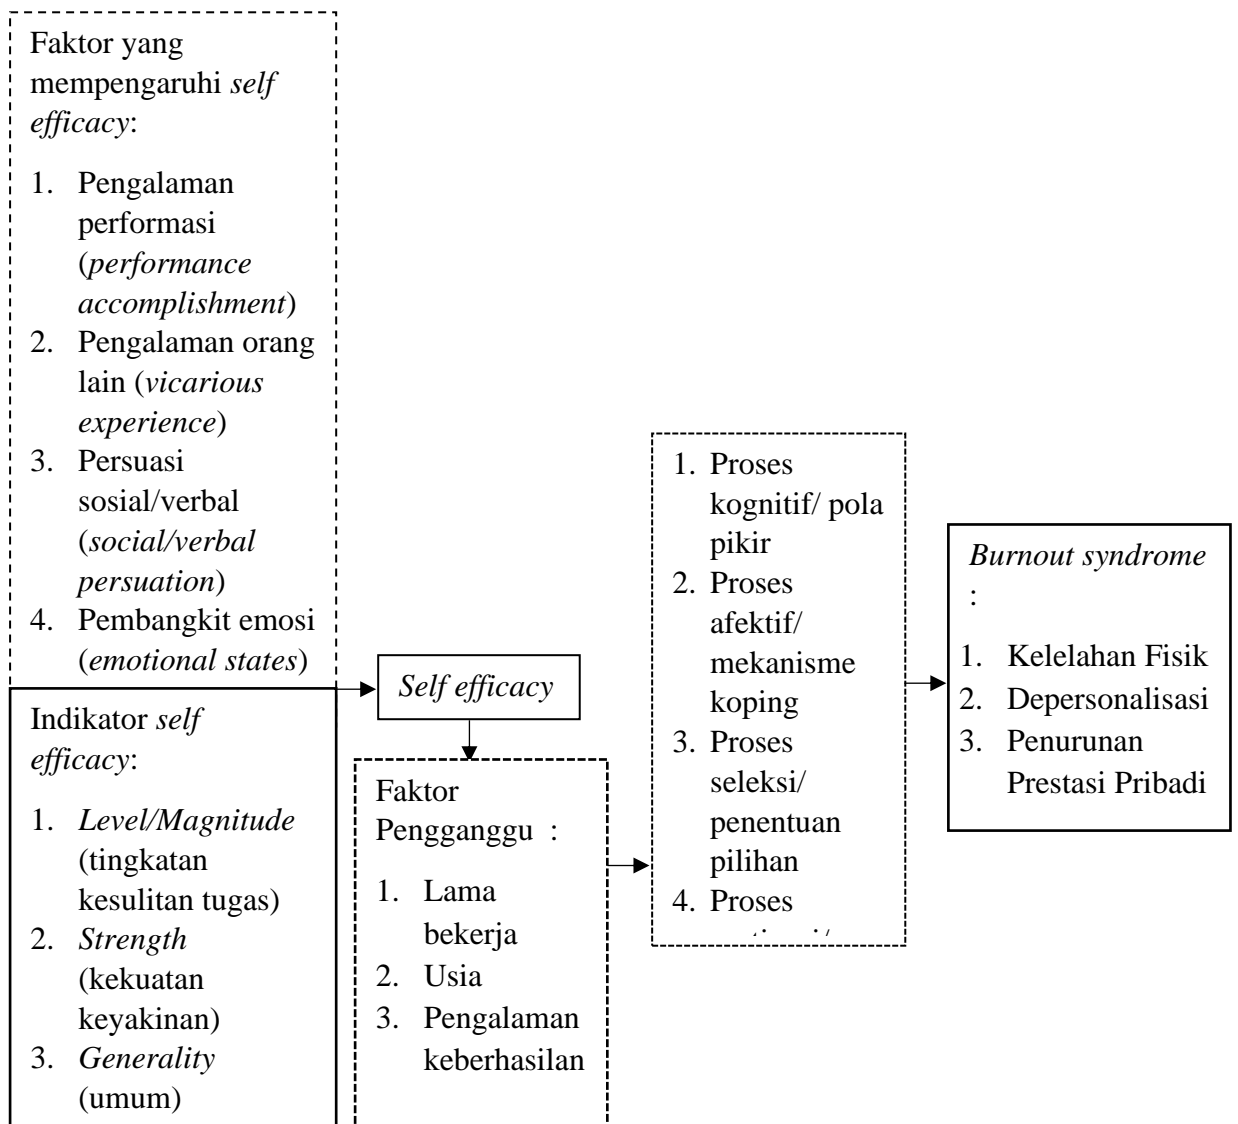 Faktor yang
mempengaruhi self
efficacy:
1. Pengalaman
performasi
(performance
accomplishment)
2. Pengalaman orang
lain (vicarious
experience)
3. Persuasi
sosial/verbal
(social/verbal
persuation)
4. Pembangkit emosi
(emotional states)
Indikator self
efficacy:
1. Level/Magnitude
(tingkatan
kesulitan tugas)
2. Strength
(kekuatan
keyakinan)
3. Generality
(umum)
Self efficacy
Faktor
Pengganggu :
1. Lama
bekerja
2. Usia
3. Pengalaman
keberhasilan
1. Proses
kognitif/ pola
pikir
2. Proses
afektif/
mekanisme
koping
3. Proses
seleksi/
penentuan
pilihan
4. Proses
Burnout syndrome
:
1. Kelelahan Fisik
2. Depersonalisasi
3. Penurunan
Prestasi Pribadi